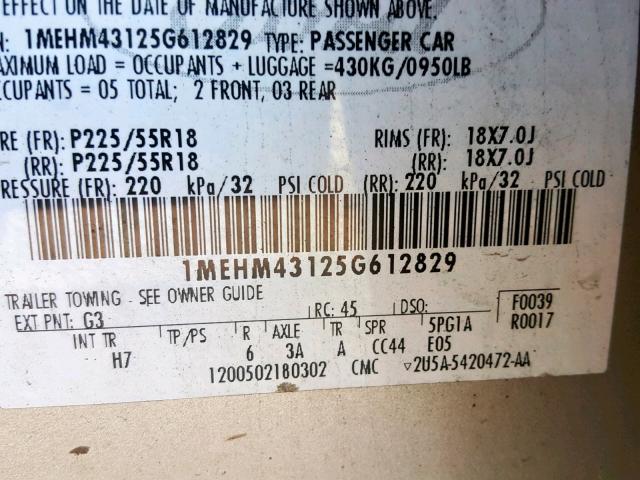 EFFECT ON THE DATE OF MANUFACTURE SHOWN ABOVE.
1MEHM43125G612829 TYPE: PASSENGER CAR
AXIMUM LOAD = OCCUPANTS + LUGGAGE =430KG/0950LB
CCUPANTS = 05 TOTAL; 2 FRONT, 03 REAR
RE (FR): P225/55R18 RIMS (FR): 18X7.0J
(RR): P225/55R18 (RR): 18X7.0J
PRESSURE (FR): 220 kPa/32 PSI COLD (RR): 220 kPa/32 PSI COLD
1MEHM43125G612829
TRAILER TOWING - SEE OWNER GUIDE
EXT PNT: G3 RC: 45 DSO: F0039
INT TR TP/PS R AXLE TR SPR 5PG1A R0017
H7 6 3A A CC44 E05
1200502180302 CMC ▽2U5A-5420472-AA